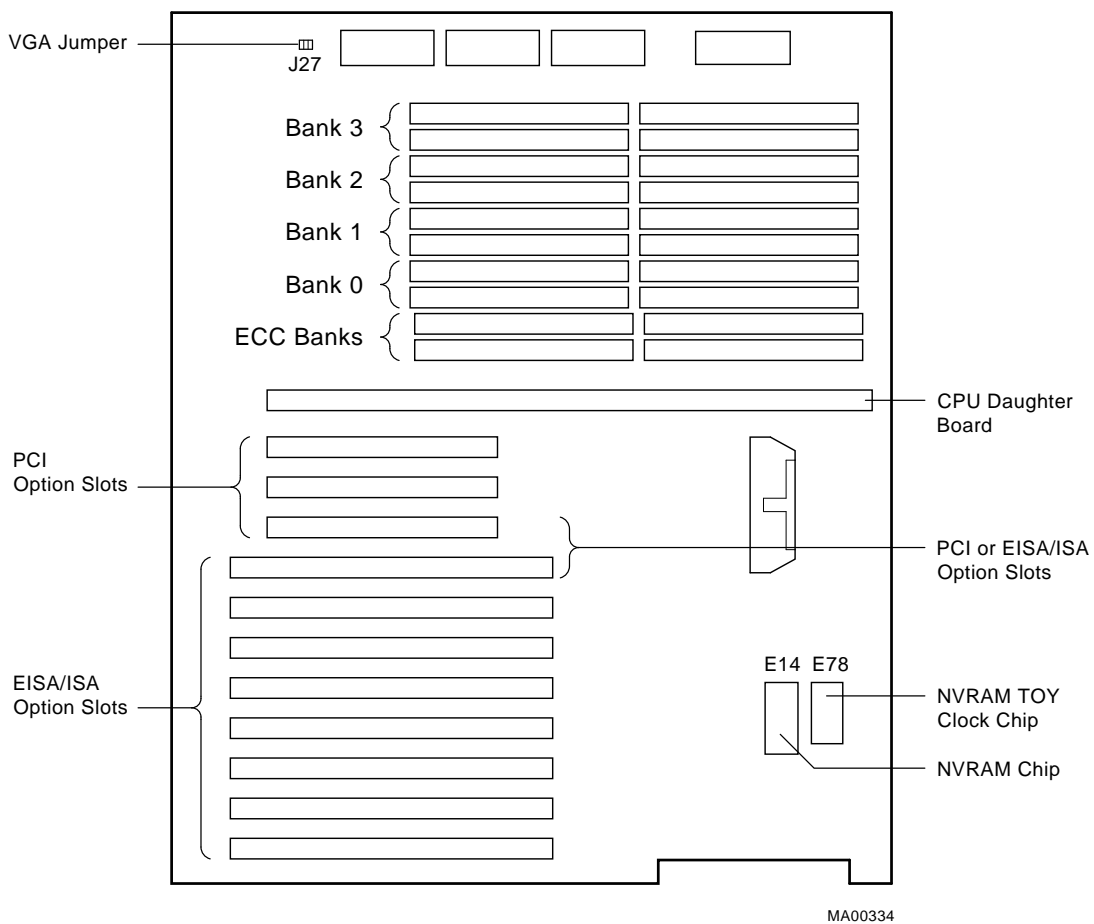 VGA Jumper
J27
Bank 3
Bank 2
Bank 1
Bank 0
ECC Banks
CPU Daughter
Board
PCI
Option Slots
PCI or EISA/ISA
Option Slots
EISA/ISA
Option Slots
E14 E78
NVRAM TOY
Clock Chip
NVRAM Chip
MA00334